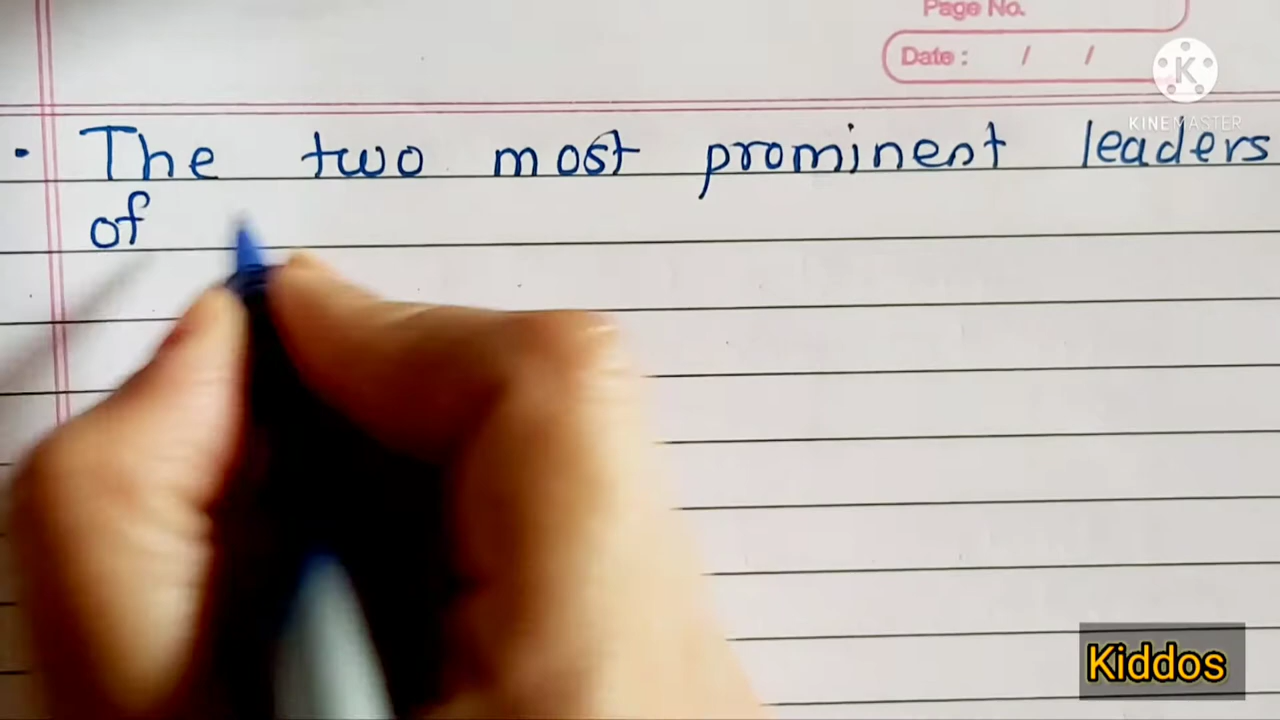 Page No.
Date : / /
K
KINEMASTER
• The two most prominent leaders
of
Kiddos